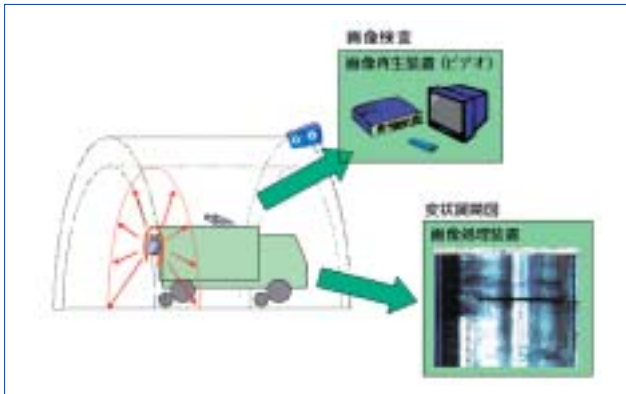 画像検査
画像再生装置（ビデオ）
変状展開図
画像処理装置